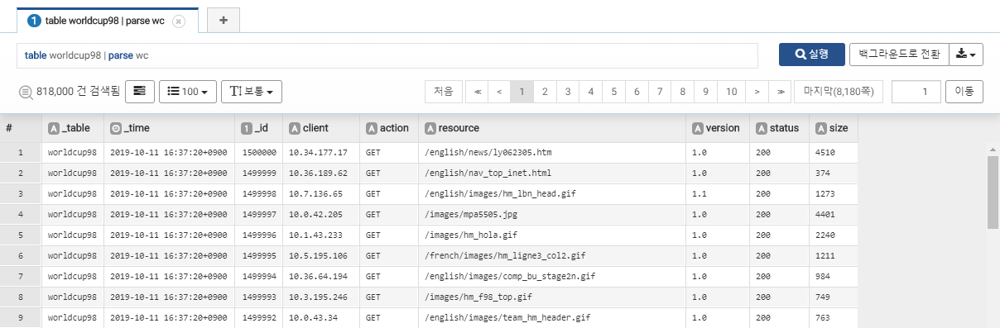 1 table worldcup98 | parse wc
table worldcup98 | parse wc
실행 백그라운드로 전환
818,000 건 검색됨 100 T 보통 처음 << < 1 2 3 4 5 6 7 8 9 10 > >> 마지막(8,180쪽) 1 이동
# A _table _time 1 _id A client A action A resource A version A status A size
1 worldcup98 2019-10-11 16:37:20+0900 1500000 10.34.177.17 GET /english/news/ly062305.htm 1.0 200 4510
2 worldcup98 2019-10-11 16:37:20+0900 1499999 10.36.189.62 GET /english/nav_top_inet.html 1.0 200 374
3 worldcup98 2019-10-11 16:37:20+0900 1499998 10.7.136.65 GET /english/images/hm_lbn_head.gif 1.1 200 1273
4 worldcup98 2019-10-11 16:37:20+0900 1499997 10.0.42.205 GET /images/mpa5505.jpg 1.0 200 4401
5 worldcup98 2019-10-11 16:37:20+0900 1499996 10.1.43.233 GET /images/hm_hola.gif 1.0 200 2240
6 worldcup98 2019-10-11 16:37:20+0900 1499995 10.5.195.106 GET /french/images/hm_ligne3_col2.gif 1.0 200 1211
7 worldcup98 2019-10-11 16:37:20+0900 1499994 10.36.64.194 GET /english/images/comp_bu_stage2n.gif 1.0 200 984
8 worldcup98 2019-10-11 16:37:20+0900 1499993 10.3.195.246 GET /images/hm_f98_top.gif 1.0 200 749
9 worldcup98 2019-10-11 16:37:20+0900 1499992 10.0.43.34 GET /english/images/team_hm_header.gif 1.0 200 763